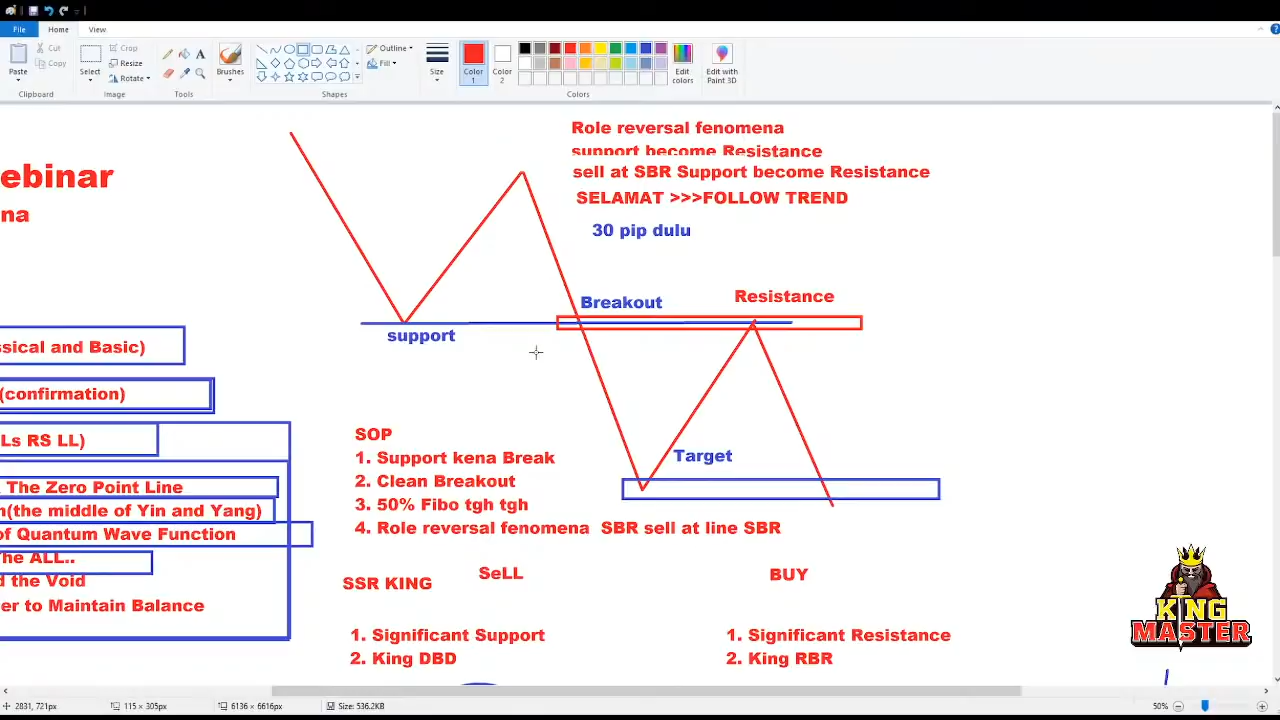 File
Home
View
Paste
Cut
Copy
Clipboard
Select
Crop
Resize
Rotate
Image
Tools
Brushes
Outline
Fill
Shapes
Size
Color
1
Color
2
Edit
colors
Edit with
Paint 3D
Colors
ebinar
na
ssical and Basic)
(confirmation)
Ls RS LL)
The Zero Point Line
n(the middle of Yin and Yang)
of Quantum Wave Function
he ALL..
d the Void
er to Maintain Balance
Role reversal fenomena
support become Resistance
sell at SBR Support become Resistance
SELAMAT >>>FOLLOW TREND
30 pip dulu
Breakout
Resistance
support
Target
SOP
1. Support kena Break
2. Clean Breakout
3. 50% Fibo tgh tgh
4. Role reversal fenomena SBR sell at line SBR
SSR KING
SeLL
BUY
1. Significant Support
2. King DBD
1. Significant Resistance
2. King RBR
KING
MASTER
2831, 721px
115 × 305px
6136 × 6616px
Size: 536.2KB
50%